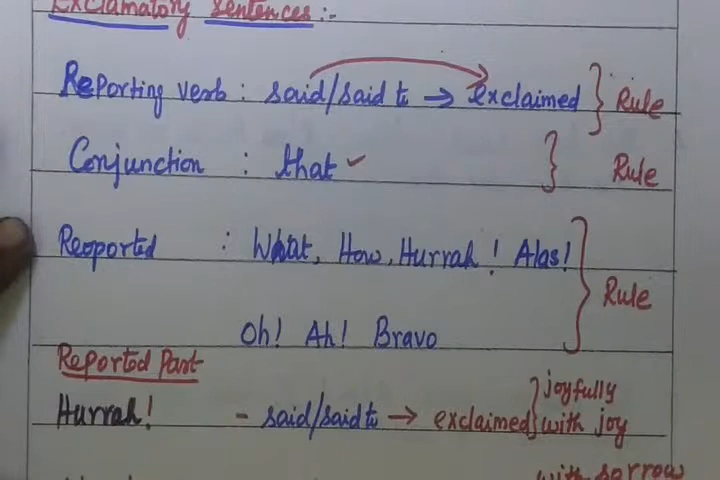 Exclamatory Sentences:-
Reporting verb : said/said to → exclaimed } Rule
Conjunction : that ✓ } Rule
Reoported : What, How, Hurrah! Alas!
Oh! Ah! Bravo } Rule
Reported Part
Hurrah! - said/said to → exclaimed } joyfully
with joy
with sorrow